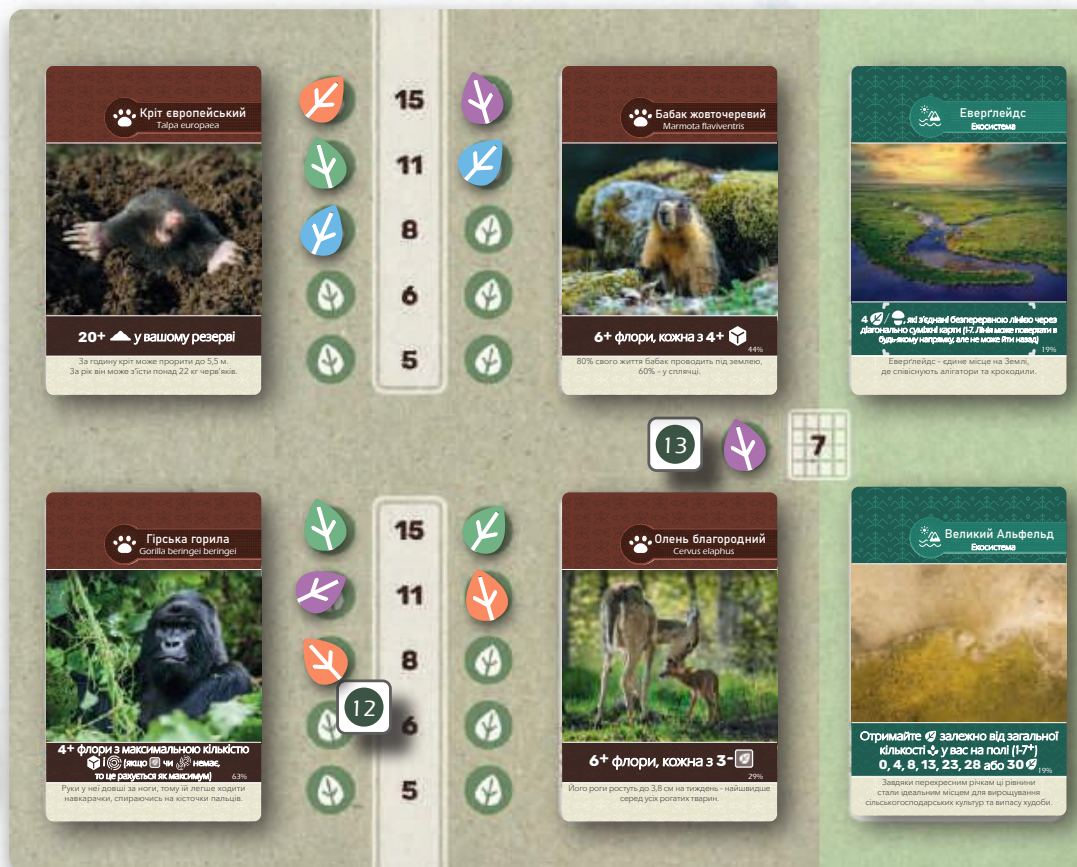 Кріт європейський
Talpa europaea
20+ у вашому резерві
За годину кріт може прорити до 5,5 м.
За рік він може з'їсти понад 22 кг черв'яків.
15
11
8
6
5
Бабак жовточеревий
Marmota flaviventris
6+ флори, кожна з 4+
44%
80% свого життя бабак проводить під землею,
60% - у сплячці.
Еверґлейдс
Екосистема
4 / , які з'єднані безперервною лінією через
діагонально суміжні карти (1-7. Лінія може повертати в
будь-якому напрямку, але не може йти назад)
19%
Еверґлейдс - єдине місце на Землі,
де співіснують алігатори та крокодили.
13
7
Гірська горила
Gorilla beringei beringei
4+ флори з максимальною кількістю
і (якщо чи немає,
то це рахується як максимум)
63%
Руки у неї довші за ноги, тому їй легше ходити
навкарачки, спираючись на кісточки пальців.
15
11
8
12
6
5
Олень благородний
Cervus elaphus
6+ флори, кожна з 3-
29%
Його роги ростуть до 3,8 см на тиждень - найшвидше
серед усіх рогатих тварин.
Великий Альфельд
Екосистема
Отримайте залежно від загальної
кількості у вас на полі (1-7+)
0, 4, 8, 13, 23, 28 або 30
19%
Завдяки перехресним річкам ці рівнини
стали ідеальним місцем для вирощування
сільськогосподарських культур та випасу худоби.